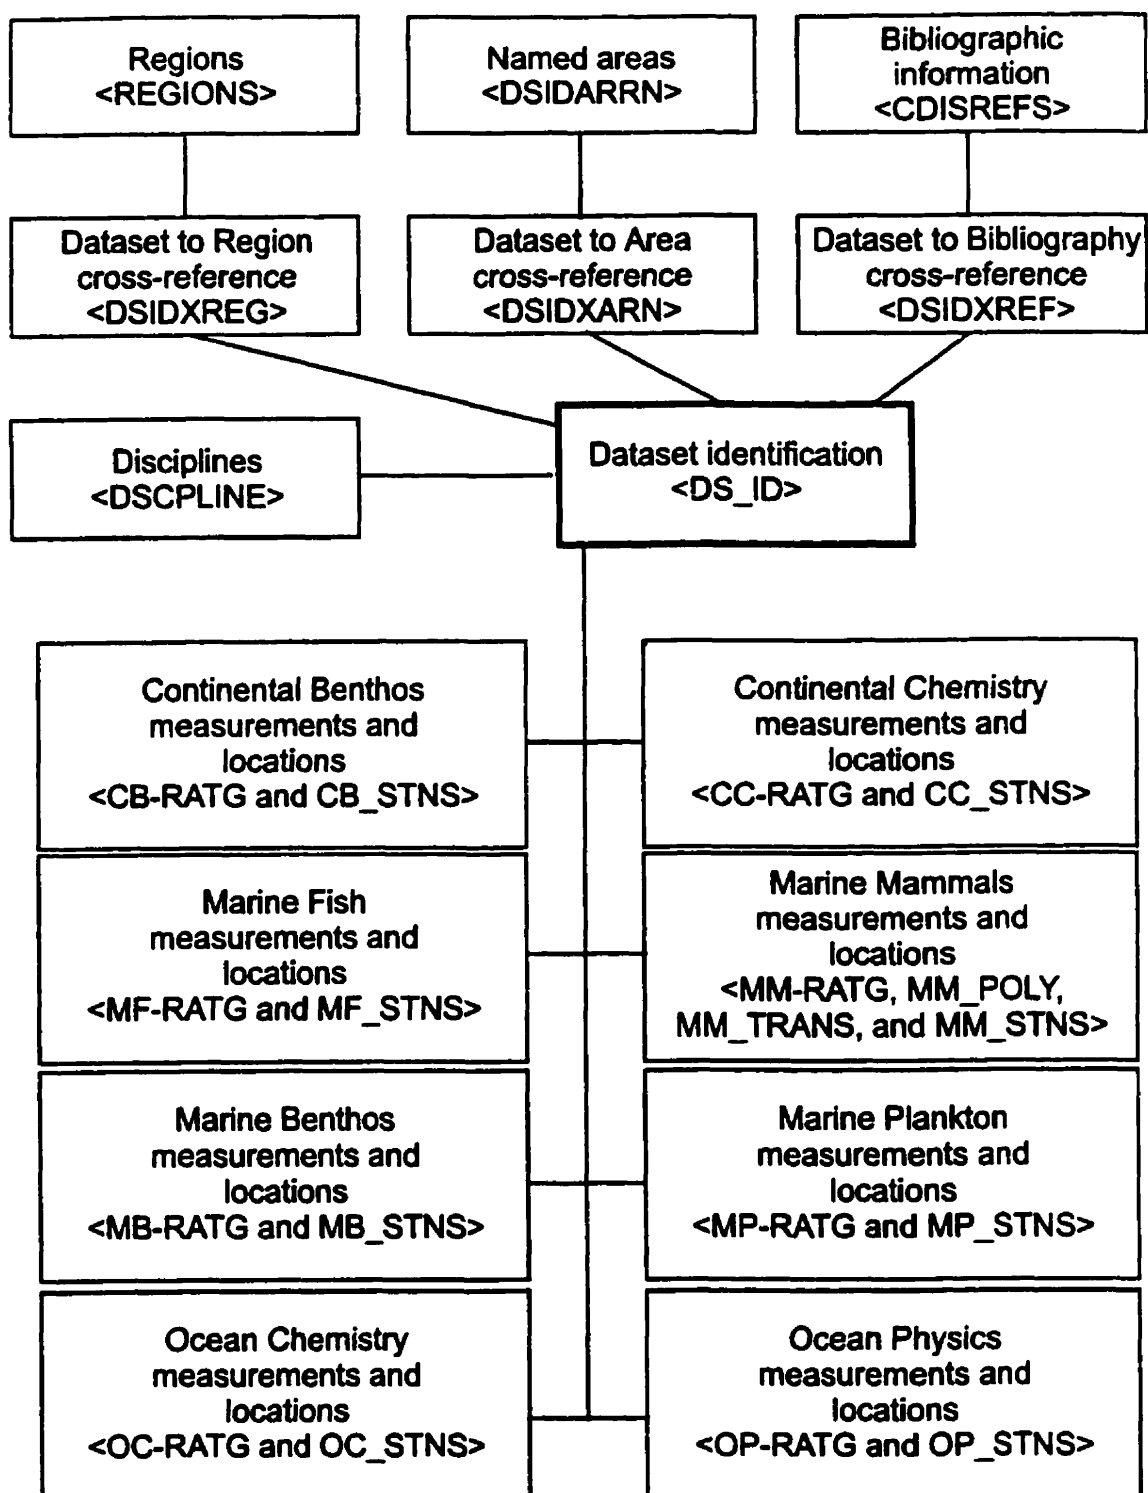 Regions
<REGIONS>
Named areas
<DSIDARRN>
Bibliographic
information
<CDISREFS>
Dataset to Region
cross-reference
<DSIDXREG>
Dataset to Area
cross-reference
<DSIDXARN>
Dataset to Bibliography
cross-reference
<DSIDXREF>
Disciplines
<DSCPLINE>
Dataset identification
<DS_ID>
Continental Benthos
measurements and
locations
<CB-RATG and CB_STNS>
Continental Chemistry
measurements and
locations
<CC-RATG and CC_STNS>
Marine Fish
measurements and
locations
<MF-RATG and MF_STNS>
Marine Mammals
measurements and
locations
<MM-RATG, MM_POLY,
MM_TRANS, and MM_STNS>
Marine Benthos
measurements and
locations
<MB-RATG and MB_STNS>
Marine Plankton
measurements and
locations
<MP-RATG and MP_STNS>
Ocean Chemistry
measurements and
locations
<OC-RATG and OC_STNS>
Ocean Physics
measurements and
locations
<OP-RATG and OP_STNS>